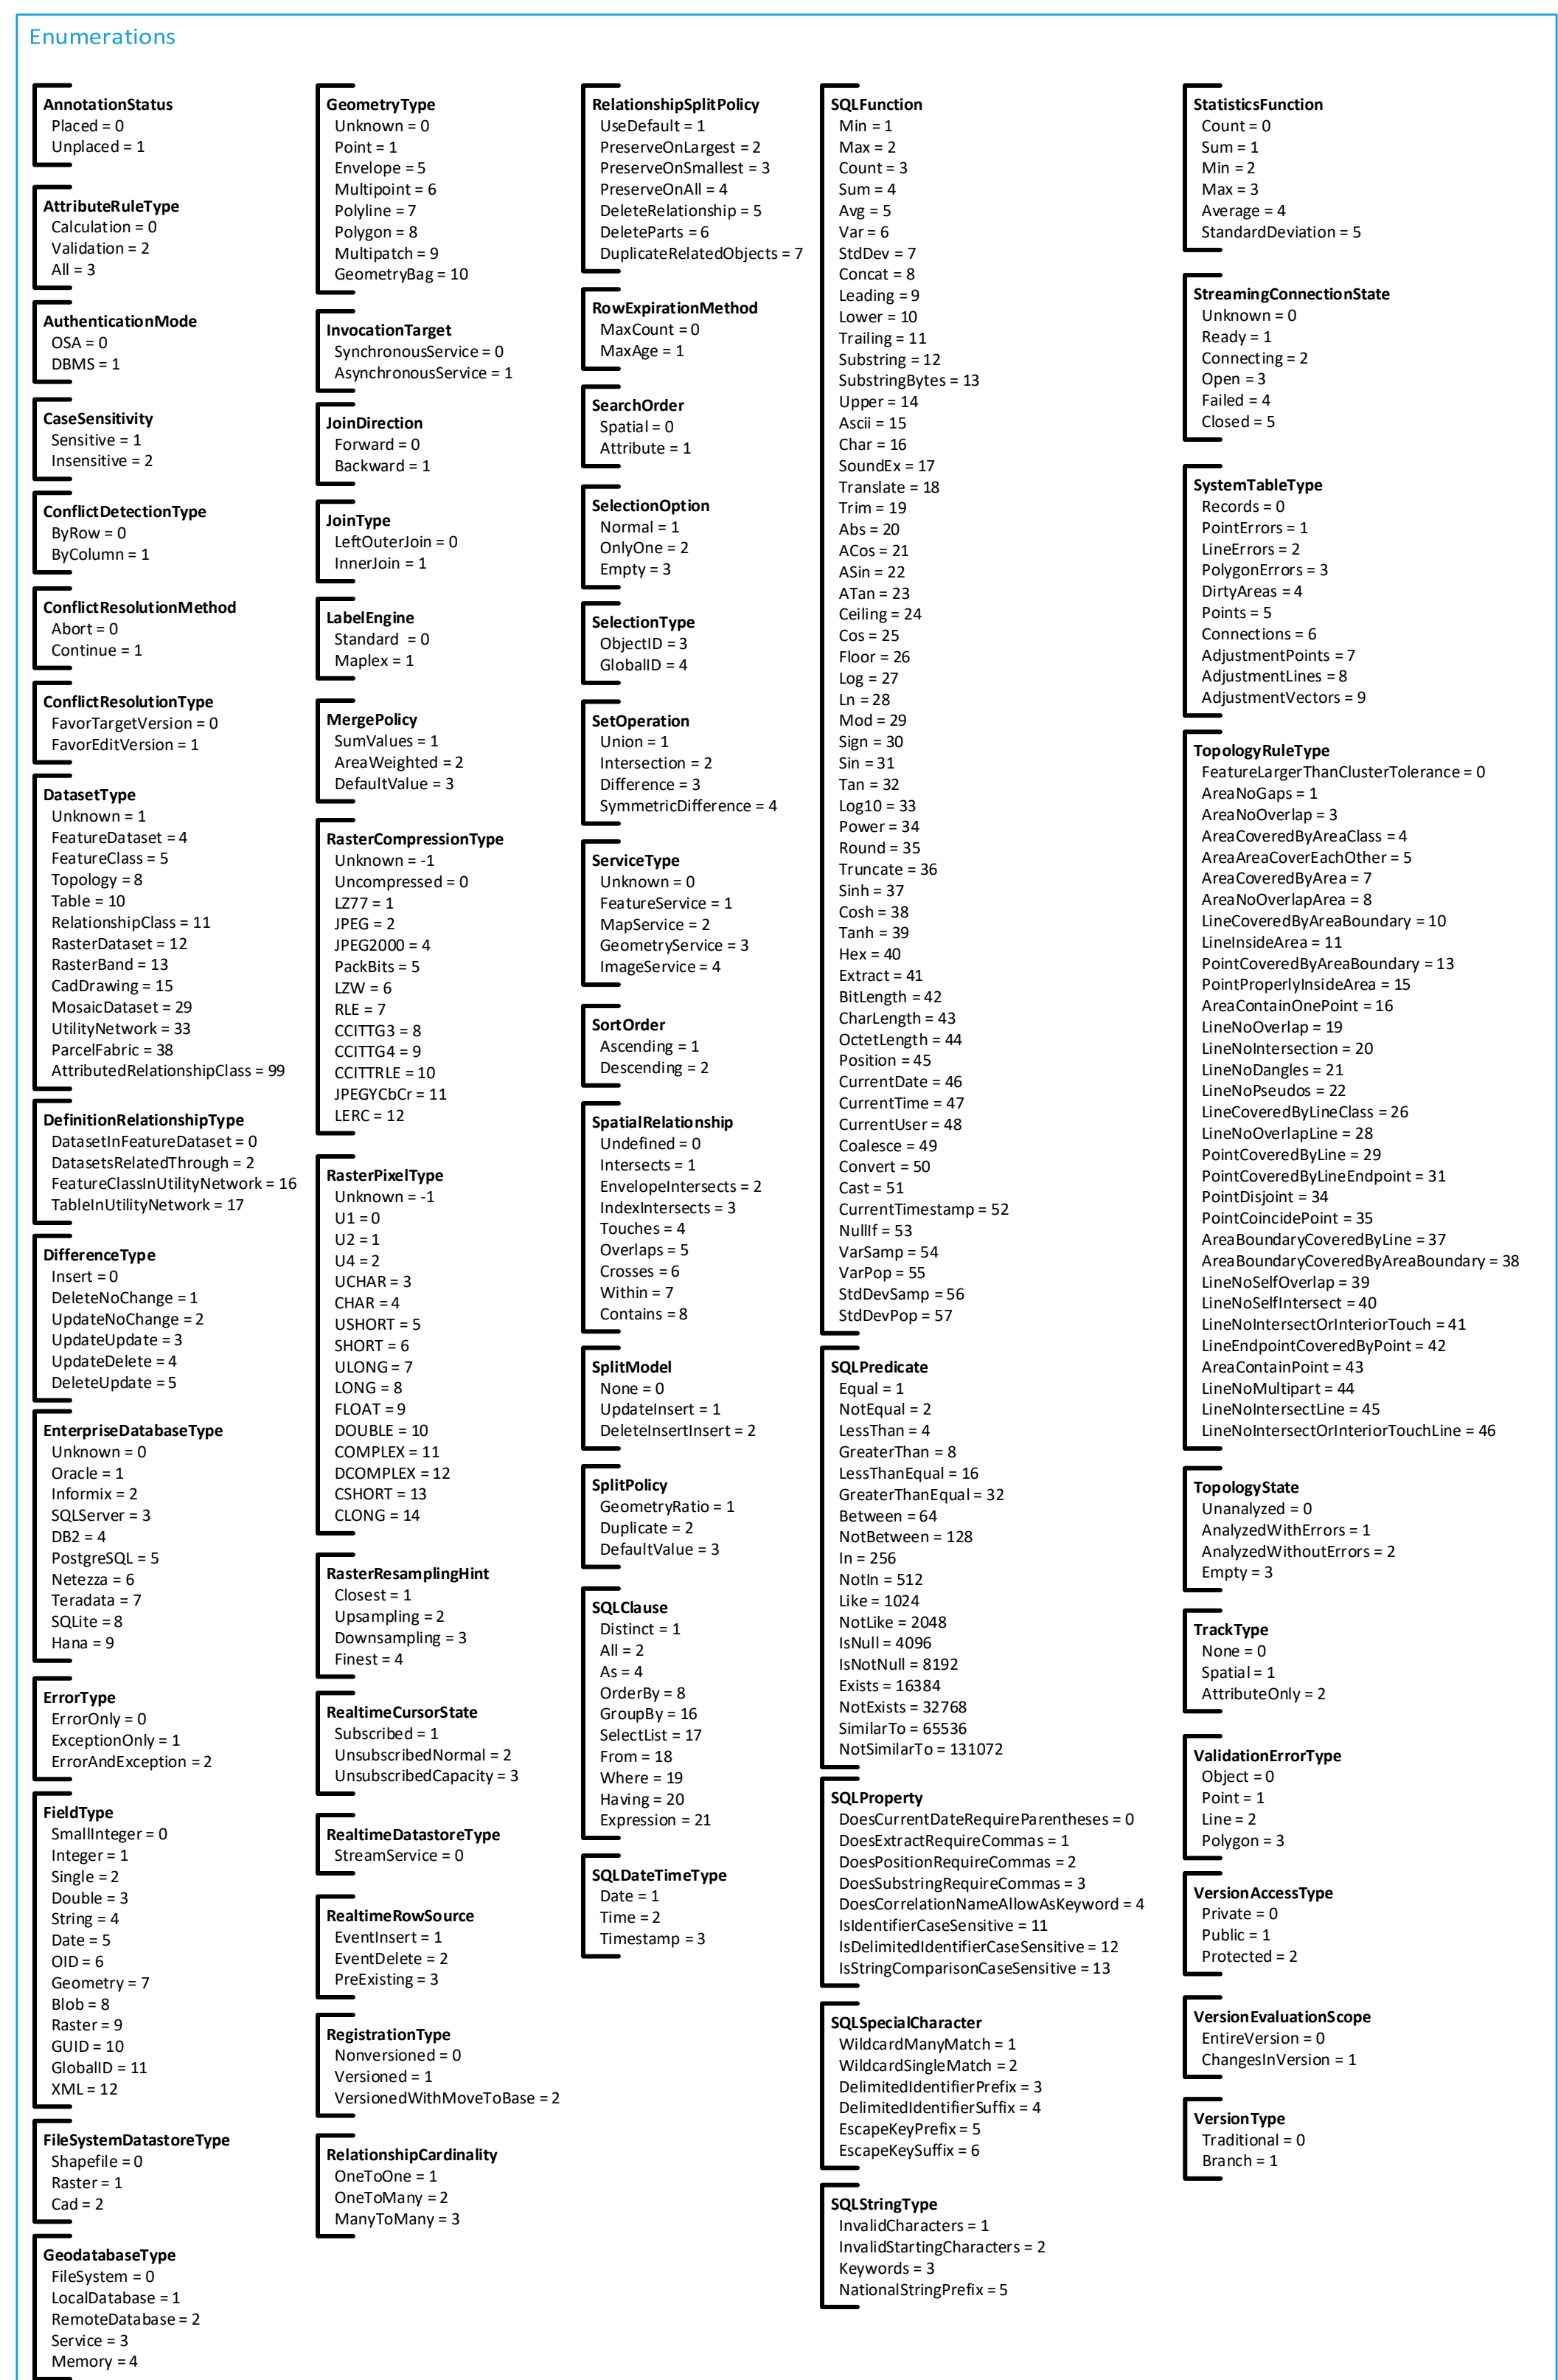 Enumerations
AnnotationStatus
Placed = 0
Unplaced = 1
AttributeRuleType
Calculation = 0
Validation = 2
All = 3
AuthenticationMode
OSA = 0
DBMS = 1
CaseSensitivity
Sensitive = 1
Insensitive = 2
ConflictDetectionType
ByRow = 0
ByColumn = 1
ConflictResolutionMethod
Abort = 0
Continue = 1
ConflictResolutionType
FavorTargetVersion = 0
FavorEditVersion = 1
DatasetType
Unknown = 1
FeatureDataset = 4
FeatureClass = 5
Topology = 8
Table = 10
RelationshipClass = 11
RasterDataset = 12
RasterBand = 13
CadDrawing = 15
MosaicDataset = 29
UtilityNetwork = 33
ParcelFabric = 38
AttributedRelationshipClass = 99
DefinitionRelationshipType
DatasetInFeatureDataset = 0
DatasetsRelatedThrough = 2
FeatureClassInUtilityNetwork = 16
TableInUtilityNetwork = 17
DifferenceType
Insert = 0
DeleteNoChange = 1
UpdateNoChange = 2
UpdateUpdate = 3
UpdateDelete = 4
DeleteUpdate = 5
EnterpriseDatabaseType
Unknown = 0
Oracle = 1
Informix = 2
SQLServer = 3
DB2 = 4
PostgreSQL = 5
Netezza = 6
Teradata = 7
SQLite = 8
Hana = 9
ErrorType
ErrorOnly = 0
ExceptionOnly = 1
ErrorAndException = 2
FieldType
SmallInteger = 0
Integer = 1
Single = 2
Double = 3
String = 4
Date = 5
OID = 6
Geometry = 7
Blob = 8
Raster = 9
GUID = 10
GlobalID = 11
XML = 12
FileSystemDatastoreType
Shapefile = 0
Raster = 1
Cad = 2
GeodatabaseType
FileSystem = 0
LocalDatabase = 1
RemoteDatabase = 2
Service = 3
Memory = 4
GeometryType
Unknown = 0
Point = 1
Envelope = 5
Multipoint = 6
Polyline = 7
Polygon = 8
Multipatch = 9
GeometryBag = 10
InvocationTarget
SynchronousService = 0
AsynchronousService = 1
JoinDirection
Forward = 0
Backward = 1
JoinType
LeftOuterJoin = 0
InnerJoin = 1
LabelEngine
Standard = 0
Maplex = 1
MergePolicy
SumValues = 1
AreaWeighted = 2
DefaultValue = 3
RasterCompressionType
Unknown = -1
Uncompressed = 0
LZ77 = 1
JPEG = 2
JPEG2000 = 4
PackBits = 5
LZW = 6
RLE = 7
CCITTG3 = 8
CCITTG4 = 9
CCITTRLE = 10
JPEGYCbCr = 11
LERC = 12
RasterPixelType
Unknown = -1
U1 = 0
U2 = 1
U4 = 2
UCHAR = 3
CHAR = 4
USHORT = 5
SHORT = 6
ULONG = 7
LONG = 8
FLOAT = 9
DOUBLE = 10
COMPLEX = 11
DCOMPLEX = 12
CSHORT = 13
CLONG = 14
RasterResamplingHint
Closest = 1
Upsampling = 2
Downsampling = 3
Finest = 4
RealtimeCursorState
Subscribed = 1
UnsubscribedNormal = 2
UnsubscribedCapacity = 3
RealtimeDatastoreType
StreamService = 0
RealtimeRowSource
EventInsert = 1
EventDelete = 2
PreExisting = 3
RegistrationType
Nonversioned = 0
Versioned = 1
VersionedWithMoveToBase = 2
RelationshipCardinality
OneToOne = 1
OneToMany = 2
ManyToMany = 3
RelationshipSplitPolicy
UseDefault = 1
PreserveOnLargest = 2
PreserveOnSmallest = 3
PreserveOnAll = 4
DeleteRelationship = 5
DeleteParts = 6
DuplicateRelatedObjects = 7
RowExpirationMethod
MaxCount = 0
MaxAge = 1
SearchOrder
Spatial = 0
Attribute = 1
SelectionOption
Normal = 1
OnlyOne = 2
Empty = 3
SelectionType
ObjectID = 3
GlobalID = 4
SetOperation
Union = 1
Intersection = 2
Difference = 3
SymmetricDifference = 4
ServiceType
Unknown = 0
FeatureService = 1
MapService = 2
GeometryService = 3
ImageService = 4
SortOrder
Ascending = 1
Descending = 2
SpatialRelationship
Undefined = 0
Intersects = 1
EnvelopeIntersects = 2
IndexIntersects = 3
Touches = 4
Overlaps = 5
Crosses = 6
Within = 7
Contains = 8
SplitModel
None = 0
UpdateInsert = 1
DeleteInsertInsert = 2
SplitPolicy
GeometryRatio = 1
Duplicate = 2
DefaultValue = 3
SQLClause
Distinct = 1
All = 2
As = 4
OrderBy = 8
GroupBy = 16
SelectList = 17
From = 18
Where = 19
Having = 20
Expression = 21
SQLDateTimeType
Date = 1
Time = 2
Timestamp = 3
SQLFunction
Min = 1
Max = 2
Count = 3
Sum = 4
Avg = 5
Var = 6
StdDev = 7
Concat = 8
Leading = 9
Lower = 10
Trailing = 11
Substring = 12
SubstringBytes = 13
Upper = 14
Ascii = 15
Char = 16
SoundEx = 17
Translate = 18
Trim = 19
Abs = 20
ACos = 21
ASin = 22
ATan = 23
Ceiling = 24
Cos = 25
Floor = 26
Log = 27
Ln = 28
Mod = 29
Sign = 30
Sin = 31
Tan = 32
Log10 = 33
Power = 34
Round = 35
Truncate = 36
Sinh = 37
Cosh = 38
Tanh = 39
Hex = 40
Extract = 41
BitLength = 42
CharLength = 43
OctetLength = 44
Position = 45
CurrentDate = 46
CurrentTime = 47
CurrentUser = 48
Coalesce = 49
Convert = 50
Cast = 51
CurrentTimestamp = 52
NullIf = 53
VarSamp = 54
VarPop = 55
StdDevSamp = 56
StdDevPop = 57
SQLPredicate
Equal = 1
NotEqual = 2
LessThan = 4
GreaterThan = 8
LessThanEqual = 16
GreaterThanEqual = 32
Between = 64
NotBetween = 128
In = 256
NotIn = 512
Like = 1024
NotLike = 2048
IsNull = 4096
IsNotNull = 8192
Exists = 16384
NotExists = 32768
SimilarTo = 65536
NotSimilarTo = 131072
SQLProperty
DoesCurrentDateRequireParentheses = 0
DoesExtractRequireCommas = 1
DoesPositionRequireCommas = 2
DoesSubstringRequireCommas = 3
DoesCorrelationNameAllowAsKeyword = 4
IsIdentifierCaseSensitive = 11
IsDelimitedIdentifierCaseSensitive = 12
IsStringComparisonCaseSensitive = 13
SQLSpecialCharacter
WildcardManyMatch = 1
WildcardSingleMatch = 2
DelimitedIdentifierPrefix = 3
DelimitedIdentifierSuffix = 4
EscapeKeyPrefix = 5
EscapeKeySuffix = 6
SQLStringType
InvalidCharacters = 1
InvalidStartingCharacters = 2
Keywords = 3
NationalStringPrefix = 5
StatisticsFunction
Count = 0
Sum = 1
Min = 2
Max = 3
Average = 4
StandardDeviation = 5
StreamingConnectionState
Unknown = 0
Ready = 1
Connecting = 2
Open = 3
Failed = 4
Closed = 5
SystemTableType
Records = 0
PointErrors = 1
LineErrors = 2
PolygonErrors = 3
DirtyAreas = 4
Points = 5
Connections = 6
AdjustmentPoints = 7
AdjustmentLines = 8
AdjustmentVectors = 9
TopologyRuleType
FeatureLargerThanClusterTolerance = 0
AreaNoGaps = 1
AreaNoOverlap = 3
AreaCoveredByAreaClass = 4
AreaAreaCoverEachOther = 5
AreaCoveredByArea = 7
AreaNoOverlapArea = 8
LineCoveredByAreaBoundary = 10
LineInsideArea = 11
PointCoveredByAreaBoundary = 13
PointProperlyInsideArea = 15
AreaContainOnePoint = 16
LineNoOverlap = 19
LineNoIntersection = 20
LineNoDangles = 21
LineNoPseudos = 22
LineCoveredByLineClass = 26
LineNoOverlapLine = 28
PointCoveredByLine = 29
PointCoveredByLineEndpoint = 31
PointDisjoint = 34
PointCoincidePoint = 35
AreaBoundaryCoveredByLine = 37
AreaBoundaryCoveredByAreaBoundary = 38
LineNoSelfOverlap = 39
LineNoSelfIntersect = 40
LineNoIntersectOrInteriorTouch = 41
LineEndpointCoveredByPoint = 42
AreaContainPoint = 43
LineNoMultipart = 44
LineNoIntersectLine = 45
LineNoIntersectOrInteriorTouchLine = 46
TopologyState
Unanalyzed = 0
AnalyzedWithErrors = 1
AnalyzedWithoutErrors = 2
Empty = 3
TrackType
None = 0
Spatial = 1
AttributeOnly = 2
ValidationErrorType
Object = 0
Point = 1
Line = 2
Polygon = 3
VersionAccessType
Private = 0
Public = 1
Protected = 2
VersionEvaluationScope
EntireVersion = 0
ChangesInVersion = 1
VersionType
Traditional = 0
Branch = 1